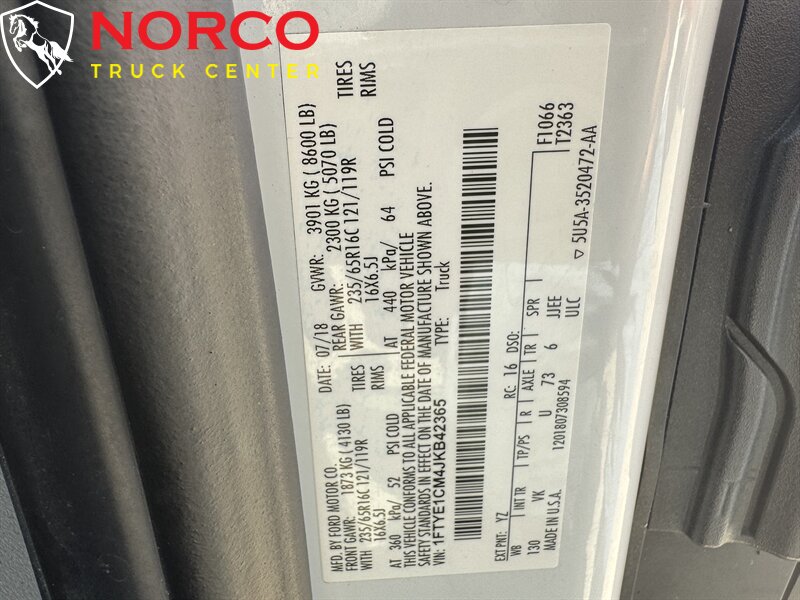 NORCO
TRUCK CENTER
MFD. BY FORD MOTOR CO. DATE: 07/18 GVWR: 3901 KG ( 8600 LB)
FRONT GAWR: 1873 KG ( 4130 LB) REAR GAWR: 2300 KG ( 5070 LB)
WITH 235/65R16C 121/119R WITH 235/65R16C 121/119R TIRES
16X6.5J RIMS 16X6.5J RIMS
AT 360 kPa/ 52 PSI COLD AT 440 kPa/ 64 PSI COLD
THIS VEHICLE CONFORMS TO ALL APPLICABLE FEDERAL MOTOR VEHICLE
SAFETY STANDARDS IN EFFECT ON THE DATE OF MANUFACTURE SHOWN ABOVE.
VIN: 1FTYE1CM4JKB42365 TYPE: Truck
EXT PNT: YZ RC: 16 DSO: F1066
T2363
WB INT TR TP/PS R AXLE TR SPR
130 VK U 73 6 JJEE
ULC
MADE IN U.S.A. 1201807308594 ▽ 5U5A-3520472-AA